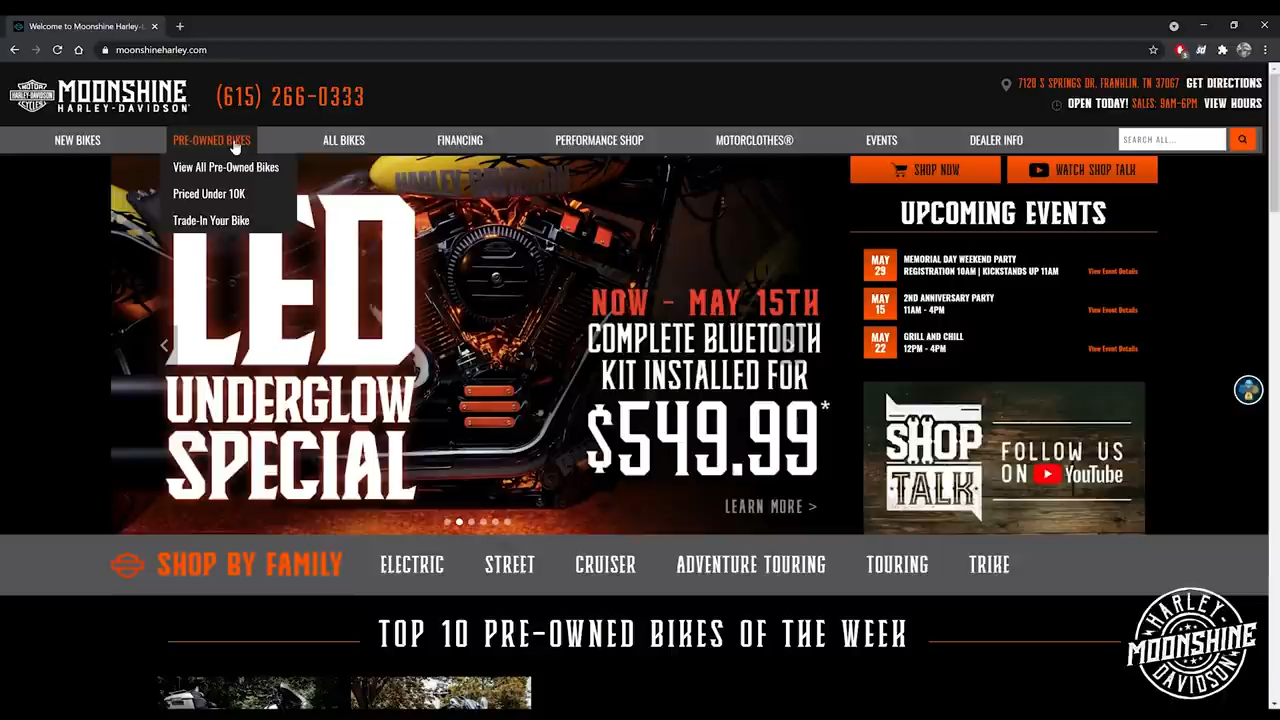 Welcome to Moonshine Harley-
moonshineharley.com
MOTOR
HARLEY-DAVIDSON
CYCLES
MOONSHINE
HARLEY-DAVIDSON
(615) 266-0333
7120 S SPRINGS DR. FRANKLIN, TN 37067 GET DIRECTIONS
OPEN TODAY! SALES: 9AM-6PM VIEW HOURS
NEW BIKES
PRE-OWNED BIKES
ALL BIKES
FINANCING
PERFORMANCE SHOP
MOTORCLOTHES®
EVENTS
DEALER INFO
SEARCH ALL...
View All Pre-Owned Bikes
Priced Under 10K
Trade-In Your Bike
HARLEY-DAVIDSON
LED
UNDERGLOW
SPECIAL
NOW - MAY 15TH
COMPLETE BLUETOOTH
KIT INSTALLED FOR
$549.99*
LEARN MORE >
SHOP NOW
WATCH SHOP TALK
UPCOMING EVENTS
MAY 29
MEMORIAL DAY WEEKEND PARTY
REGISTRATION 10AM | KICKSTANDS UP 11AM
View Event Details
MAY 15
2ND ANNIVERSARY PARTY
11AM - 4PM
View Event Details
MAY 22
GRILL AND CHILL
12PM - 4PM
View Event Details
SHOP
TALK
FOLLOW US
ON YouTube
SHOP BY FAMILY
ELECTRIC
STREET
CRUISER
ADVENTURE TOURING
TOURING
TRIKE
TOP 10 PRE-OWNED BIKES OF THE WEEK
HARLEY
MOONSHINE
DAVIDSON